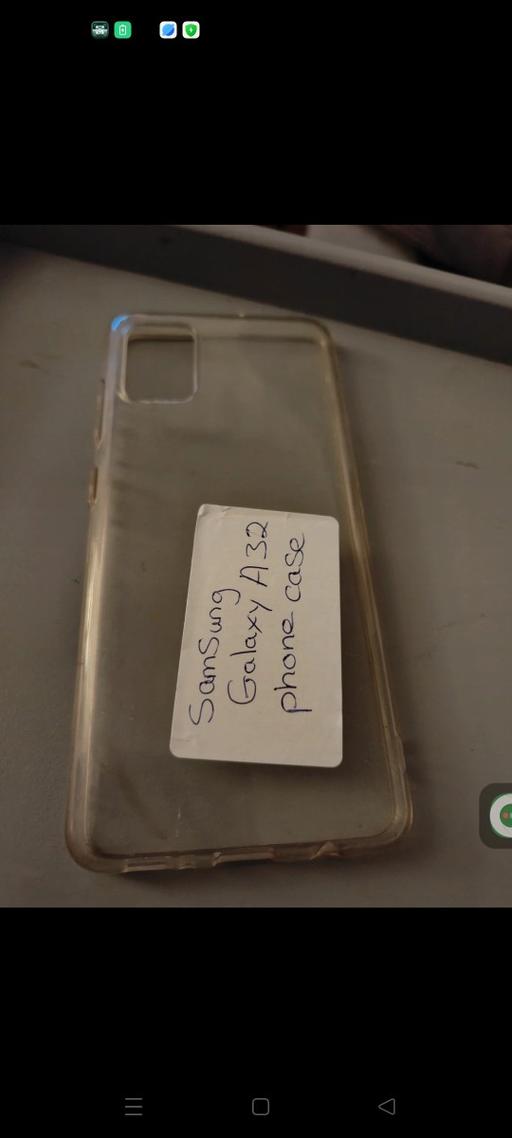 Samsung
Galaxy A32
phone case